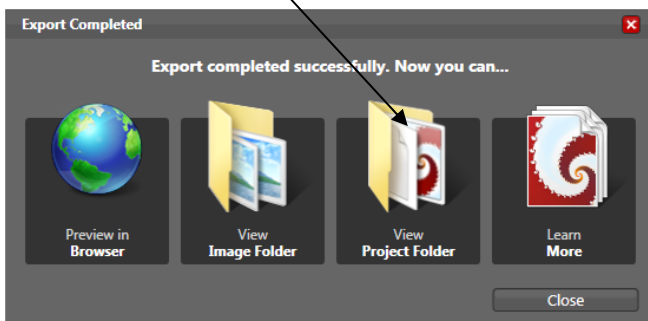 Export Completed
Export completed successfully. Now you can...
Preview in
Browser
View
Image Folder
View
Project Folder
Learn
More
Close